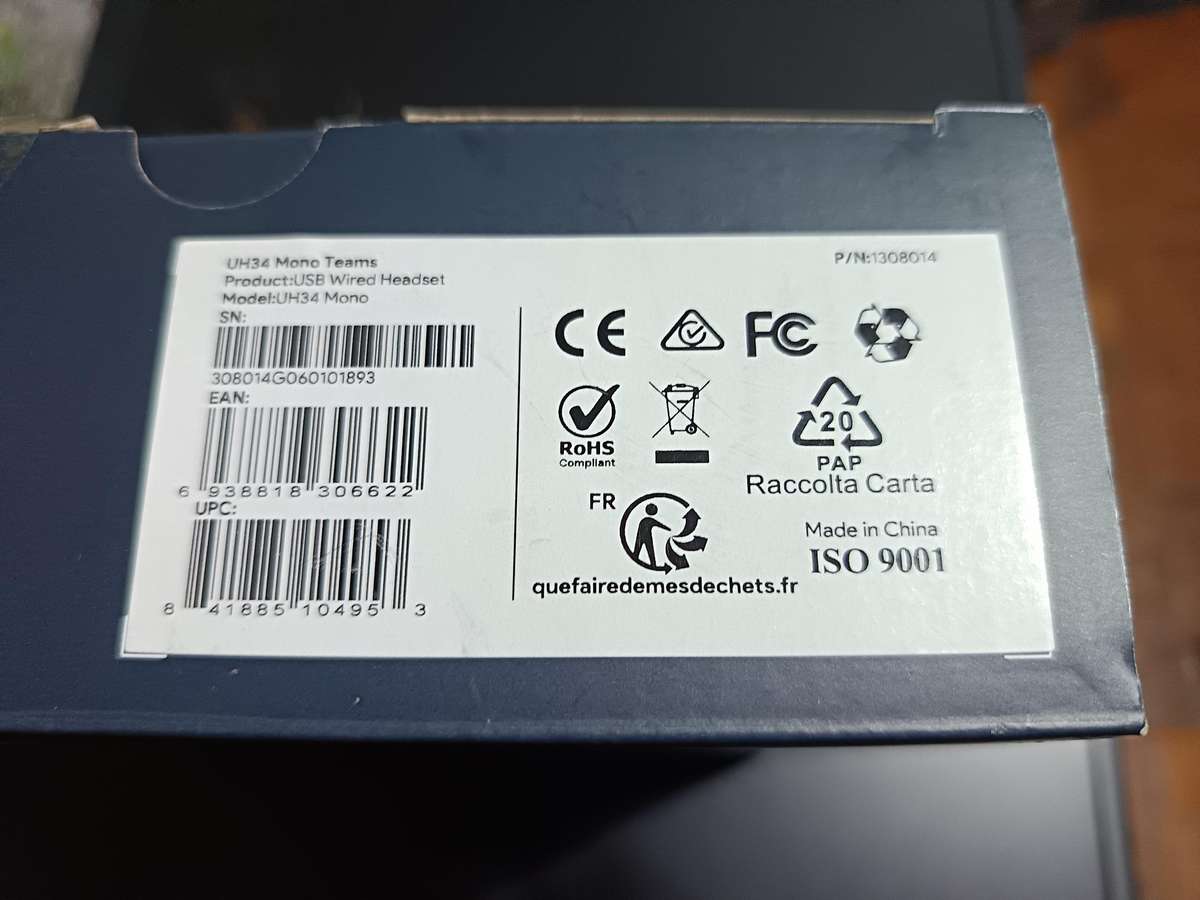 UH34 Mono Teams
Product:USB Wired Headset
Model:UH34 Mono
SN:
308014G060101893
EAN:
6 938818 306622
UPC:
8 41885 10495 3
P/N:1308014
CE
FC
RoHS
Compliant
20
PAP
Raccolta Carta
FR
quefairedemesdechets.fr
Made in China
ISO 9001